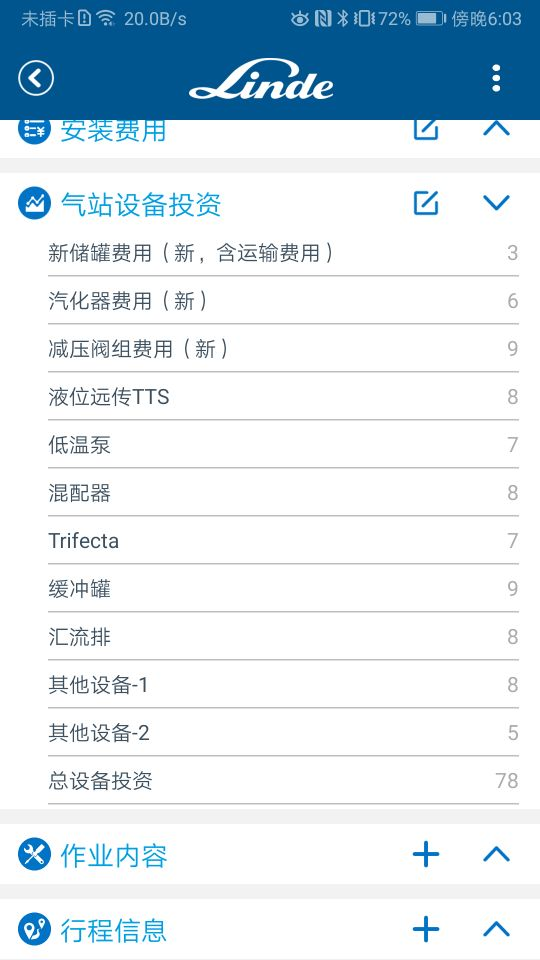 未插卡 20.0B/s 72% 傍晚6:03
Linde
安装费用
气站设备投资
新储罐费用（新，含运输费用） 3
汽化器费用（新） 6
减压阀组费用（新） 9
液位远传TTS 8
低温泵 7
混配器 8
Trifecta 7
缓冲罐 9
汇流排 8
其他设备-1 8
其他设备-2 5
总设备投资 78
作业内容
行程信息